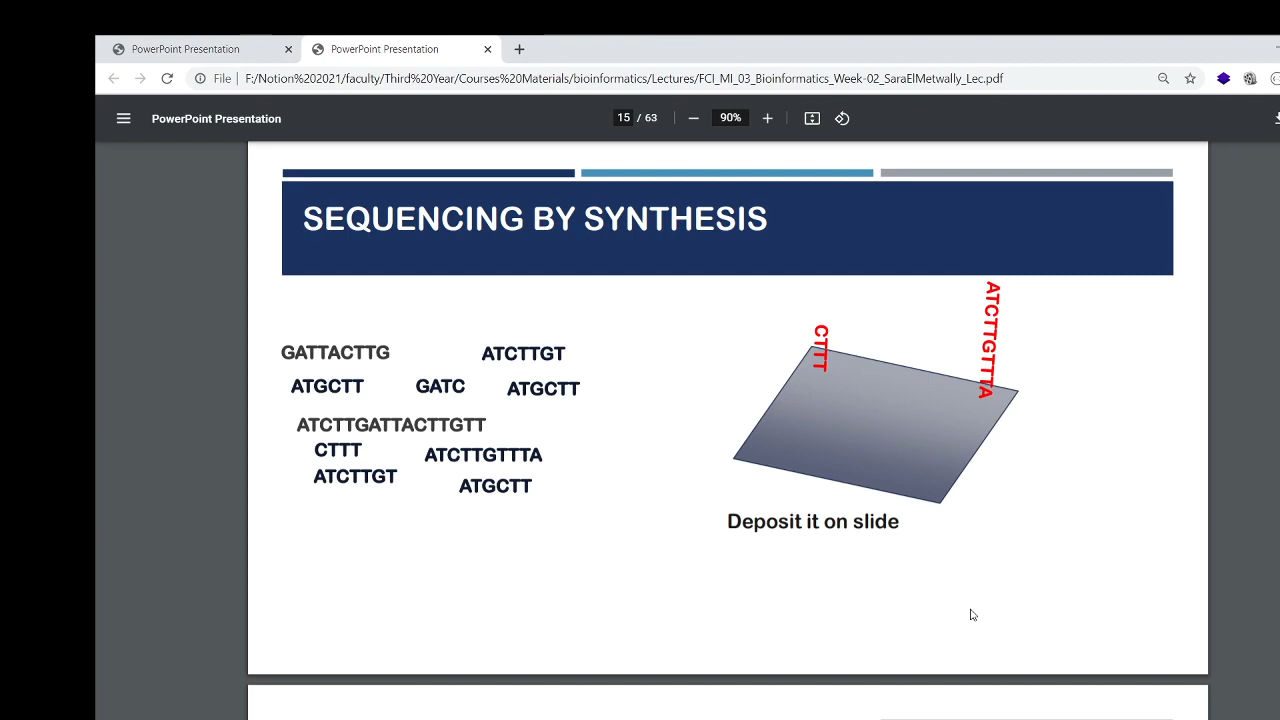 PowerPoint Presentation
PowerPoint Presentation
File | F:/Notion%202021/faculty/Third%20Year/Courses%20Materials/bioinformatics/Lectures/FCI_MI_03_Bioinformatics_Week-02_SaraElMetwally_Lec.pdf
PowerPoint Presentation
15 / 63
90%
SEQUENCING BY SYNTHESIS
GATTACTTG
ATCTTGT
ATGCTT
GATC
ATGCTT
ATCTTGATTACTTGTT
CTTT
ATCTTGTTTA
ATCTTGT
ATGCTT
CTTT
ATCTTGTTTA
Deposit it on slide